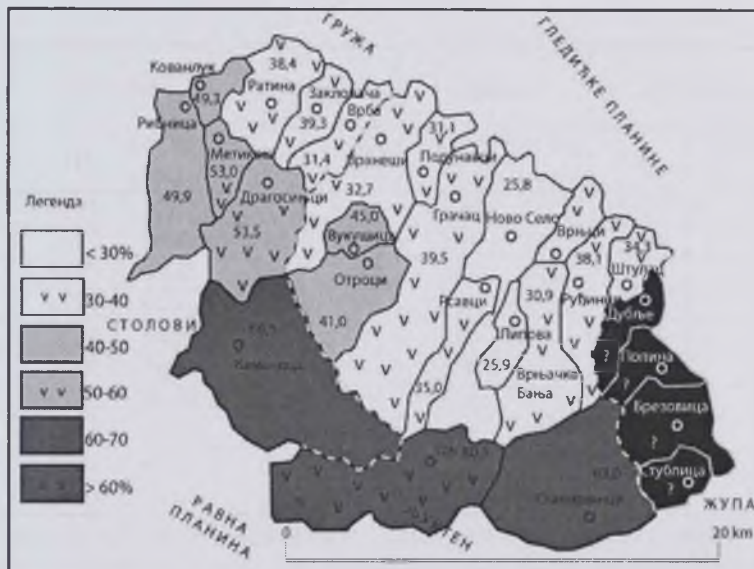 ГРУЖА
ГЛЕДИЋКЕ ПЛАНИНЕ
Кованлук
49,3
38,4
Ратина
Закловача
39,3
Врба
Рибница
31,1
Метикош
53,0
31,4
Вранеши
Подунавци
25,8
49,9
Драгосињци
32,7
Грачац
Легенда
53,5
45,0
Вукушица
Ново Село
Врњци
34,1
< 30%
39,5
38,1
Штулац
30-40
Отроци
30,9
Руђинци
Дубље
СТОЛОВИ
41,0
Рсавци
Липова
?
40-50
Попина
?
25,9
Врњачка
Бања
50-60
35,0
Брезовица
?
60-70
Стублица
?
> 60%
ЖУПА
РАВНА
ПЛАНИНА
0
20 km